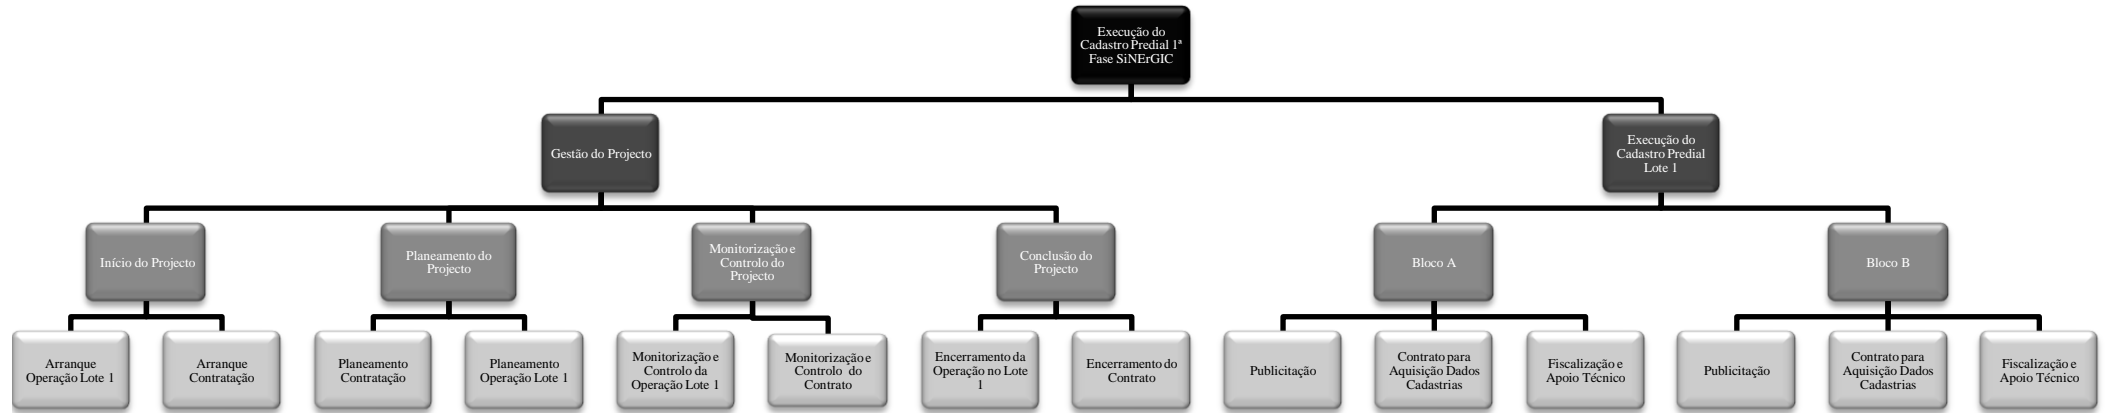 Execução do
Cadastro Predial 1ª
Fase SiNErGIC
Gestão do Projecto
Execução do
Cadastro Predial
Lote 1
Início do Projecto
Planeamento do
Projecto
Monitorização e
Controlo do
Projecto
Conclusão do
Projecto
Bloco A
Bloco B
Arranque
Operação Lote 1
Arranque
Contratação
Planeamento
Contratação
Planeamento
Operação Lote 1
Monitorização e
Controlo da
Operação Lote 1
Monitorização e
Controlo do
Contrato
Encerramento da
Operação no Lote
1
Encerramento do
Contrato
Publicitação
Contrato para
Aquisição Dados
Cadastrias
Fiscalização e
Apoio Técnico
Publicitação
Contrato para
Aquisição Dados
Cadastrias
Fiscalização e
Apoio Técnico